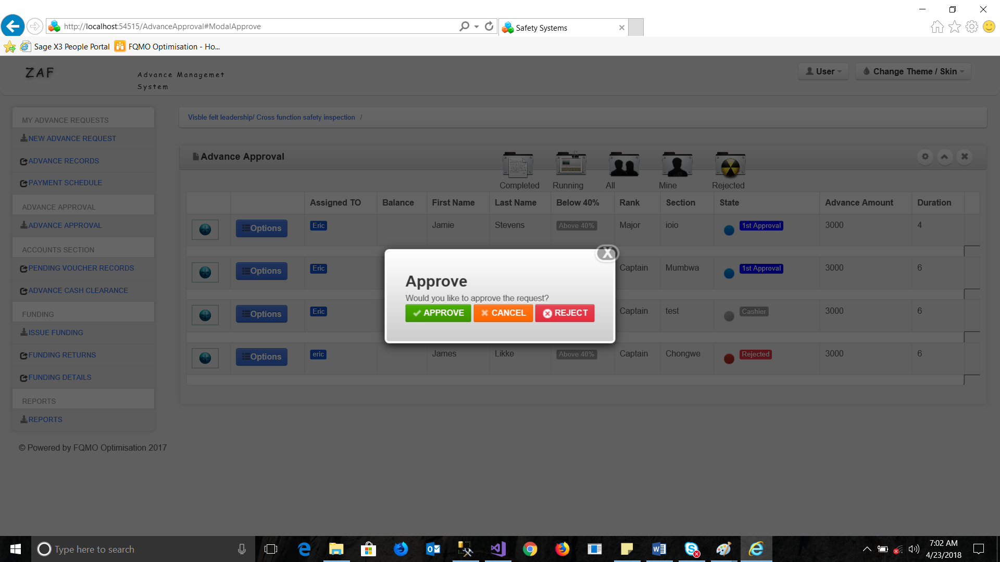 http://localhost:54515/AdvanceApproval#ModalApprove
Safety Systems
Sage X3 People Portal
FQMO Optimisation - Ho...
ZAF
Advance Managemet
System
User
Change Theme / Skin
MY ADVANCE REQUESTS
NEW ADVANCE REQUEST
ADVANCE RECORDS
PAYMENT SCHEDULE
ADVANCE APPROVAL
ADVANCE APPROVAL
ACCOUNTS SECTION
PENDING VOUCHER RECORDS
ADVANCE CASH CLEARANCE
FUNDING
ISSUE FUNDING
FUNDING RETURNS
FUNDING DETAILS
REPORTS
REPORTS
© Powered by FQMO Optimisation 2017
Visble felt leadership/ Cross function safety inspection /
Advance Approval
Completed Running All Mine Rejected
Assigned TO Balance First Name Last Name Below 40% Rank Section State Advance Amount Duration
Options Eric Jamie Stevens Above 40% Major ioio 1st Approval 3000 4
Options Eric Captain Mumbwa 1st Approval 3000 6
Options Eric Captain test Cashier 3000 6
Options eric James Likke Above 40% Captain Chongwe Rejected 3000 6
X
Approve
Would you like to approve the request?
APPROVE CANCEL REJECT
Type here to search
7:02 AM
4/23/2018